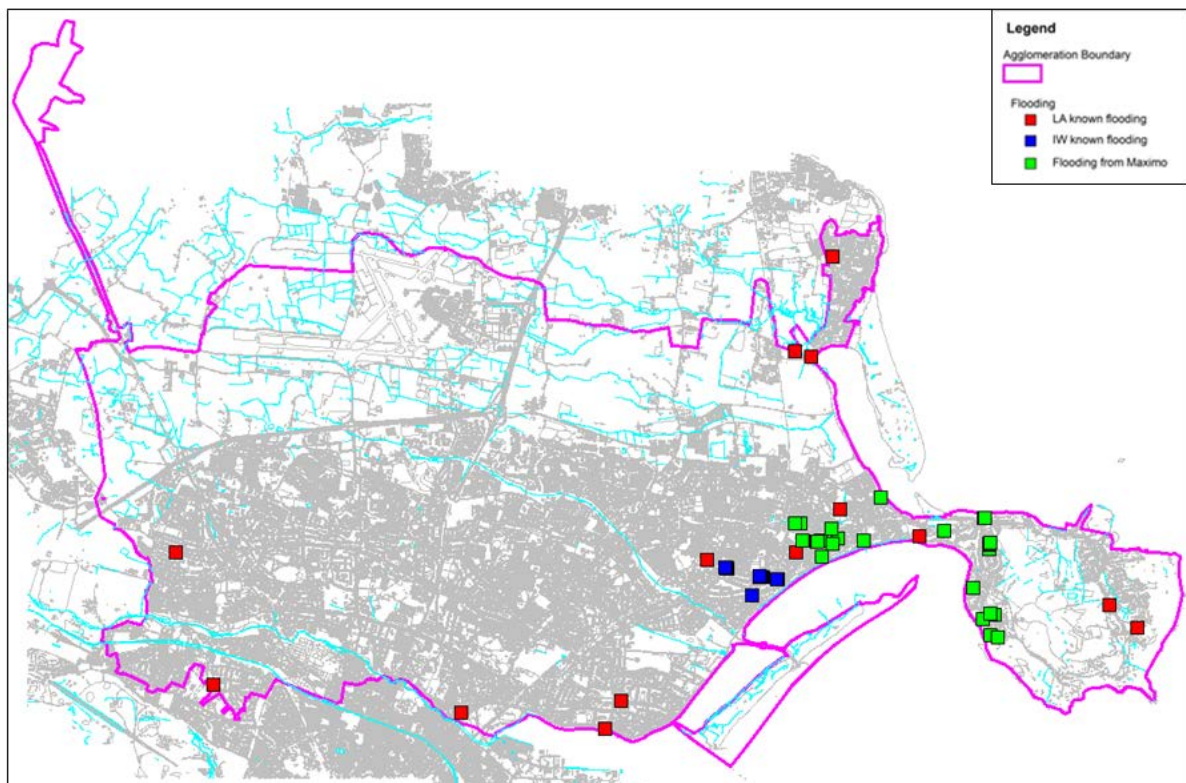 Legend
Agglomeration Boundary
Flooding
LA known flooding
IW known flooding
Flooding from Maximo